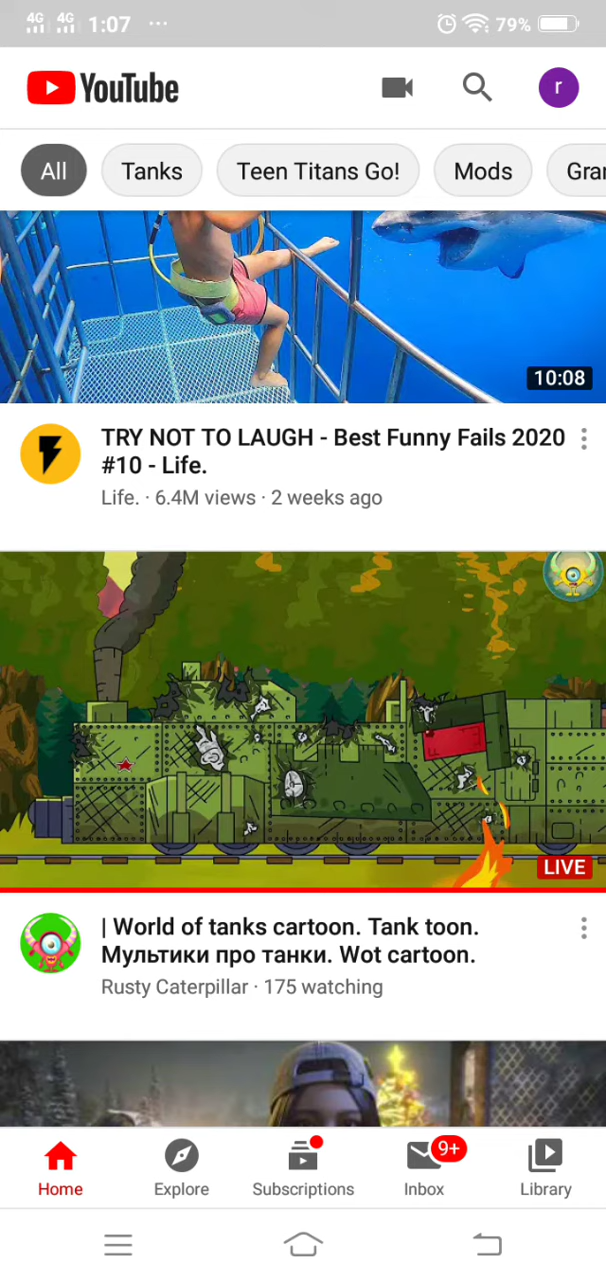 4G 4G 1:07 ... 79%
YouTube r
All Tanks Teen Titans Go! Mods
10:08
TRY NOT TO LAUGH - Best Funny Fails 2020
#10 - Life.
Life. · 6.4M views · 2 weeks ago
LIVE
| World of tanks cartoon. Tank toon.
Мультики про танки. Wot cartoon.
Rusty Caterpillar · 175 watching
9+
Home Explore Subscriptions Inbox Library